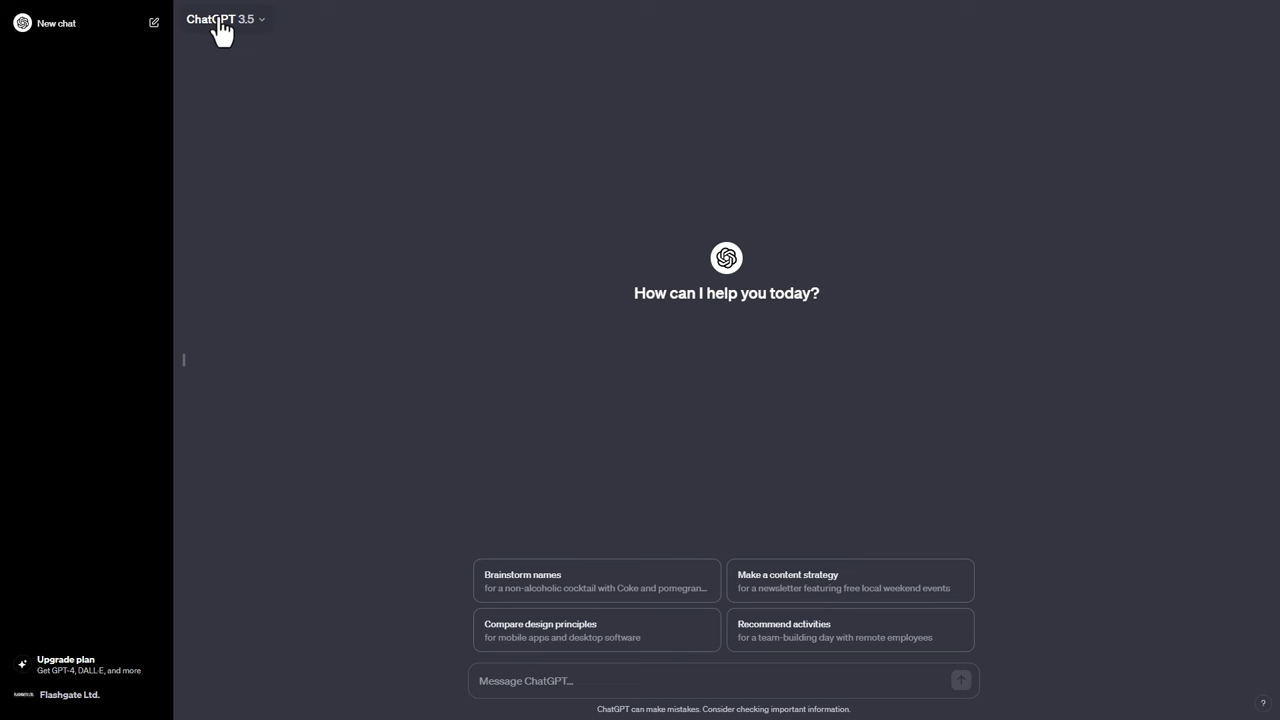 New chat
ChatGPT 3.5
How can I help you today?
Brainstorm names
for a non-alcoholic cocktail with Coke and pomegran...
Make a content strategy
for a newsletter featuring free local weekend events
Compare design principles
for mobile apps and desktop software
Recommend activities
for a team-building day with remote employees
Message ChatGPT...
ChatGPT can make mistakes. Consider checking important information.
Upgrade plan
Get GPT-4, DALL·E, and more
Flashgate Ltd.
?